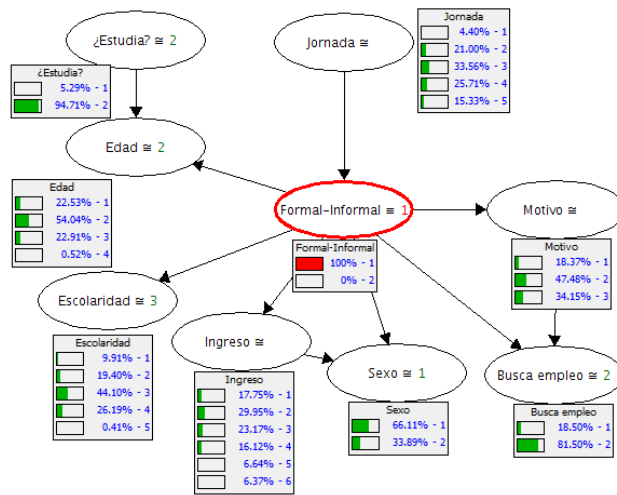 ¿Estudia? ≅ 2
¿Estudia?
5.29% - 1
94.71% - 2
Jornada ≅
Jornada
4.40% - 1
21.00% - 2
33.56% - 3
25.71% - 4
15.33% - 5
Edad ≅ 2
Edad
22.53% - 1
54.04% - 2
22.91% - 3
0.52% - 4
Formal-Informal ≅ 1
Formal-Informal
100% - 1
0% - 2
Motivo ≅
Motivo
18.37% - 1
47.48% - 2
34.15% - 3
Escolaridad ≅ 3
Escolaridad
9.91% - 1
19.40% - 2
44.10% - 3
26.19% - 4
0.41% - 5
Ingreso ≅
Ingreso
17.75% - 1
29.95% - 2
23.17% - 3
16.12% - 4
6.64% - 5
6.37% - 6
Sexo ≅ 1
Sexo
66.11% - 1
33.89% - 2
Busca empleo ≅ 2
Busca empleo
18.50% - 1
81.50% - 2